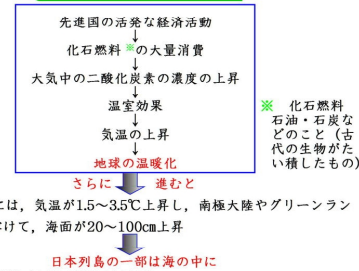 先進国の活発な経済活動
↓
化石燃料※の大量消費
↓
大気中の二酸化炭素の濃度の上昇
↓
温室効果
↓
気温の上昇
↓
地球の温暖化
※ 化石燃料
石油・石炭な
どのこと（古
代の生物がた
い積したもの）
さらに 進むと
には，気温が1.5～3.5℃上昇し，南極大陸やグリーンラン
けて，海面が20～100cm上昇
日本列島の一部は海の中に